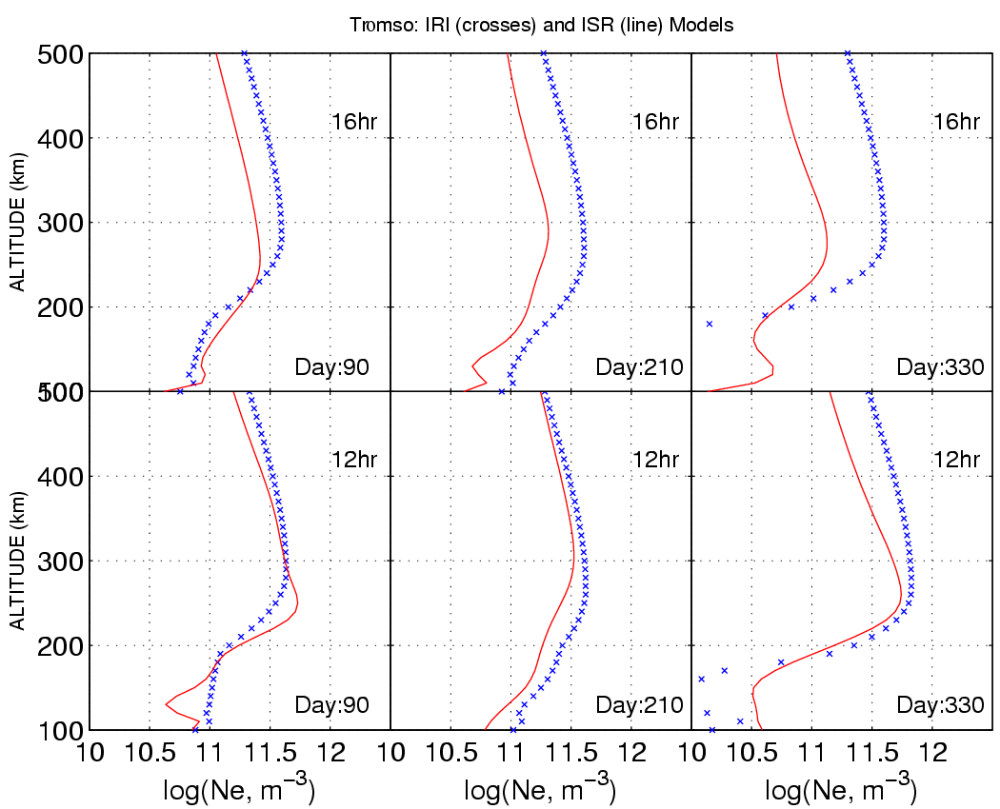 Tromso: IRI (crosses) and ISR (line) Models
500
400
300
200
ALTITUDE (km)
16hr
Day:90
16hr
Day:210
16hr
Day:330
500
400
300
200
100
ALTITUDE (km)
12hr
Day:90
12hr
Day:210
12hr
Day:330
10 10.5 11 11.5 12 10 10.5 11 11.5 12 10 10.5 11 11.5 12
log(Ne, m⁻³) log(Ne, m⁻³) log(Ne, m⁻³)